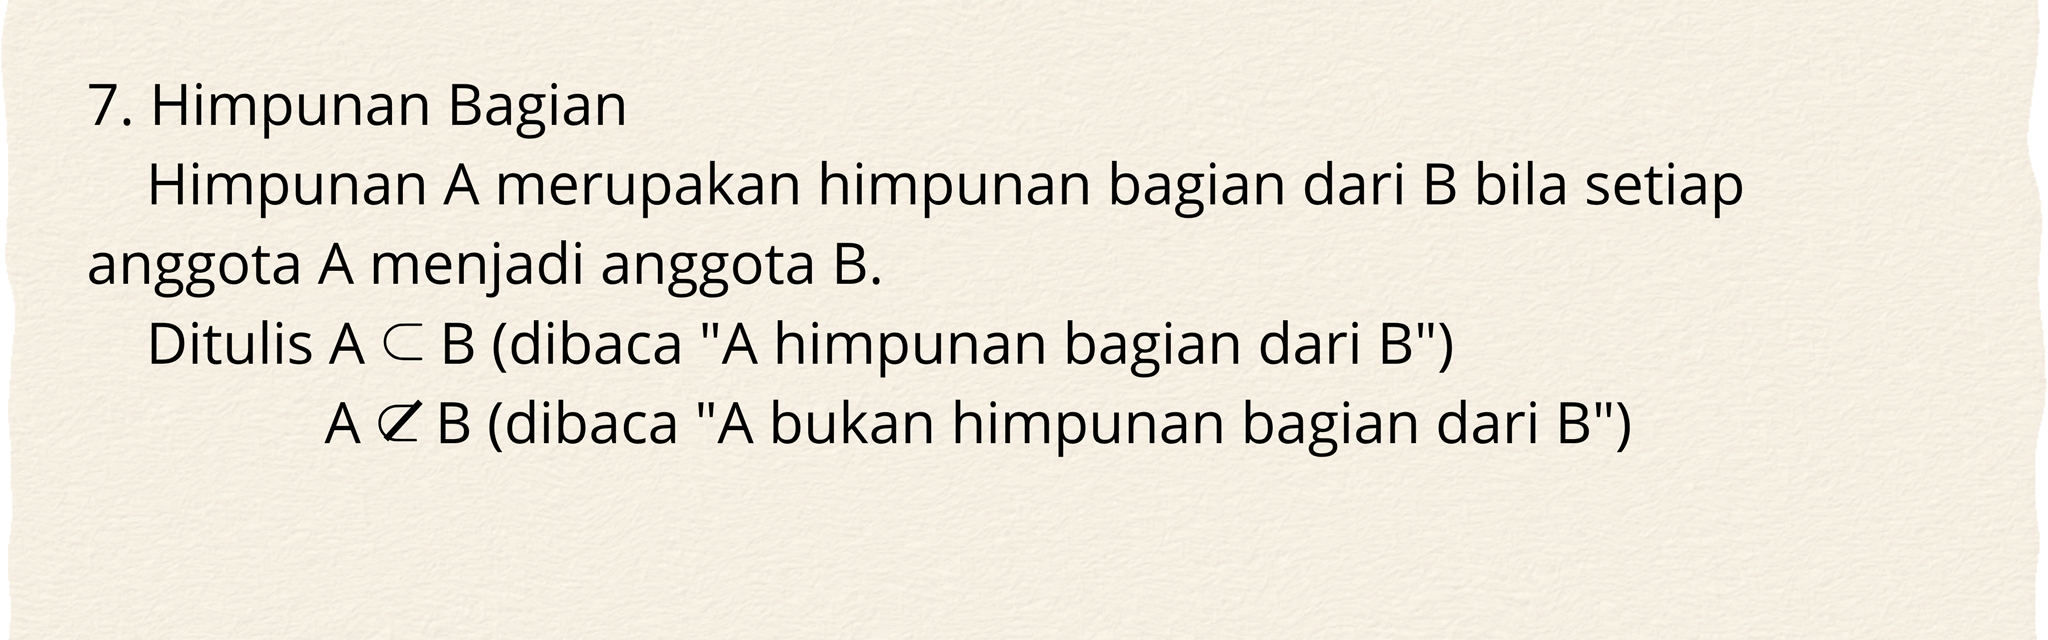 7. Himpunan Bagian
Himpunan A merupakan himpunan bagian dari B bila setiap
anggota A menjadi anggota B.
Ditulis A ⊂ B (dibaca "A himpunan bagian dari B")
A ⊄ B (dibaca "A bukan himpunan bagian dari B")